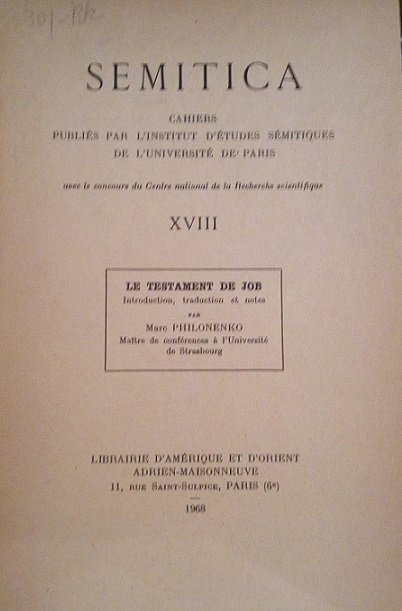 SEMITICA
CAHIERS
PUBLIÉS PAR L'INSTITUT D'ÉTUDES SÉMITIQUES
DE L'UNIVERSITÉ DE PARIS
avec le concours du Centre national de la Recherche scientifique
XVIII
LE TESTAMENT DE JOB
Introduction, traduction et notes
PAR
Marc PHILONENKO
Maître de conférences à l'Université
de Strasbourg
LIBRAIRIE D'AMÉRIQUE ET D'ORIENT
ADRIEN-MAISONNEUVE
11, RUE SAINT-SULPICE, PARIS (6e)
1968